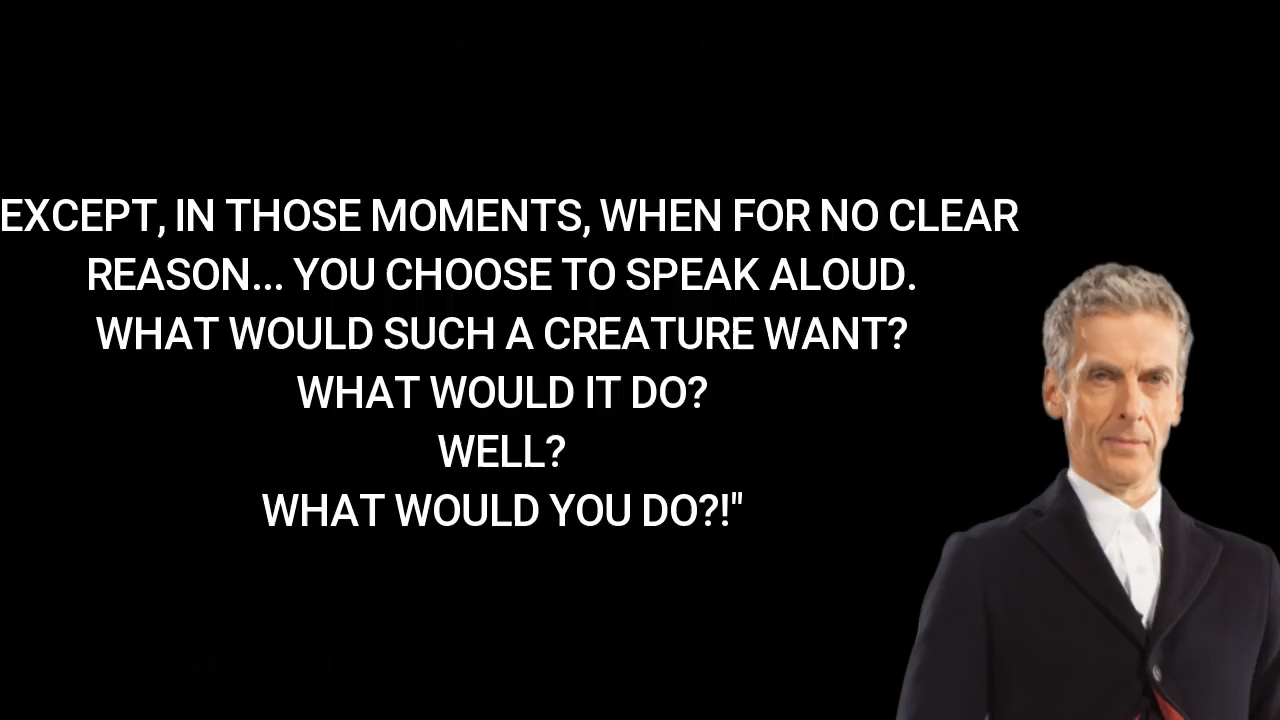 EXCEPT, IN THOSE MOMENTS, WHEN FOR NO CLEAR
REASON... YOU CHOOSE TO SPEAK ALOUD.
WHAT WOULD SUCH A CREATURE WANT?
WHAT WOULD IT DO?
WELL?
WHAT WOULD YOU DO?!"